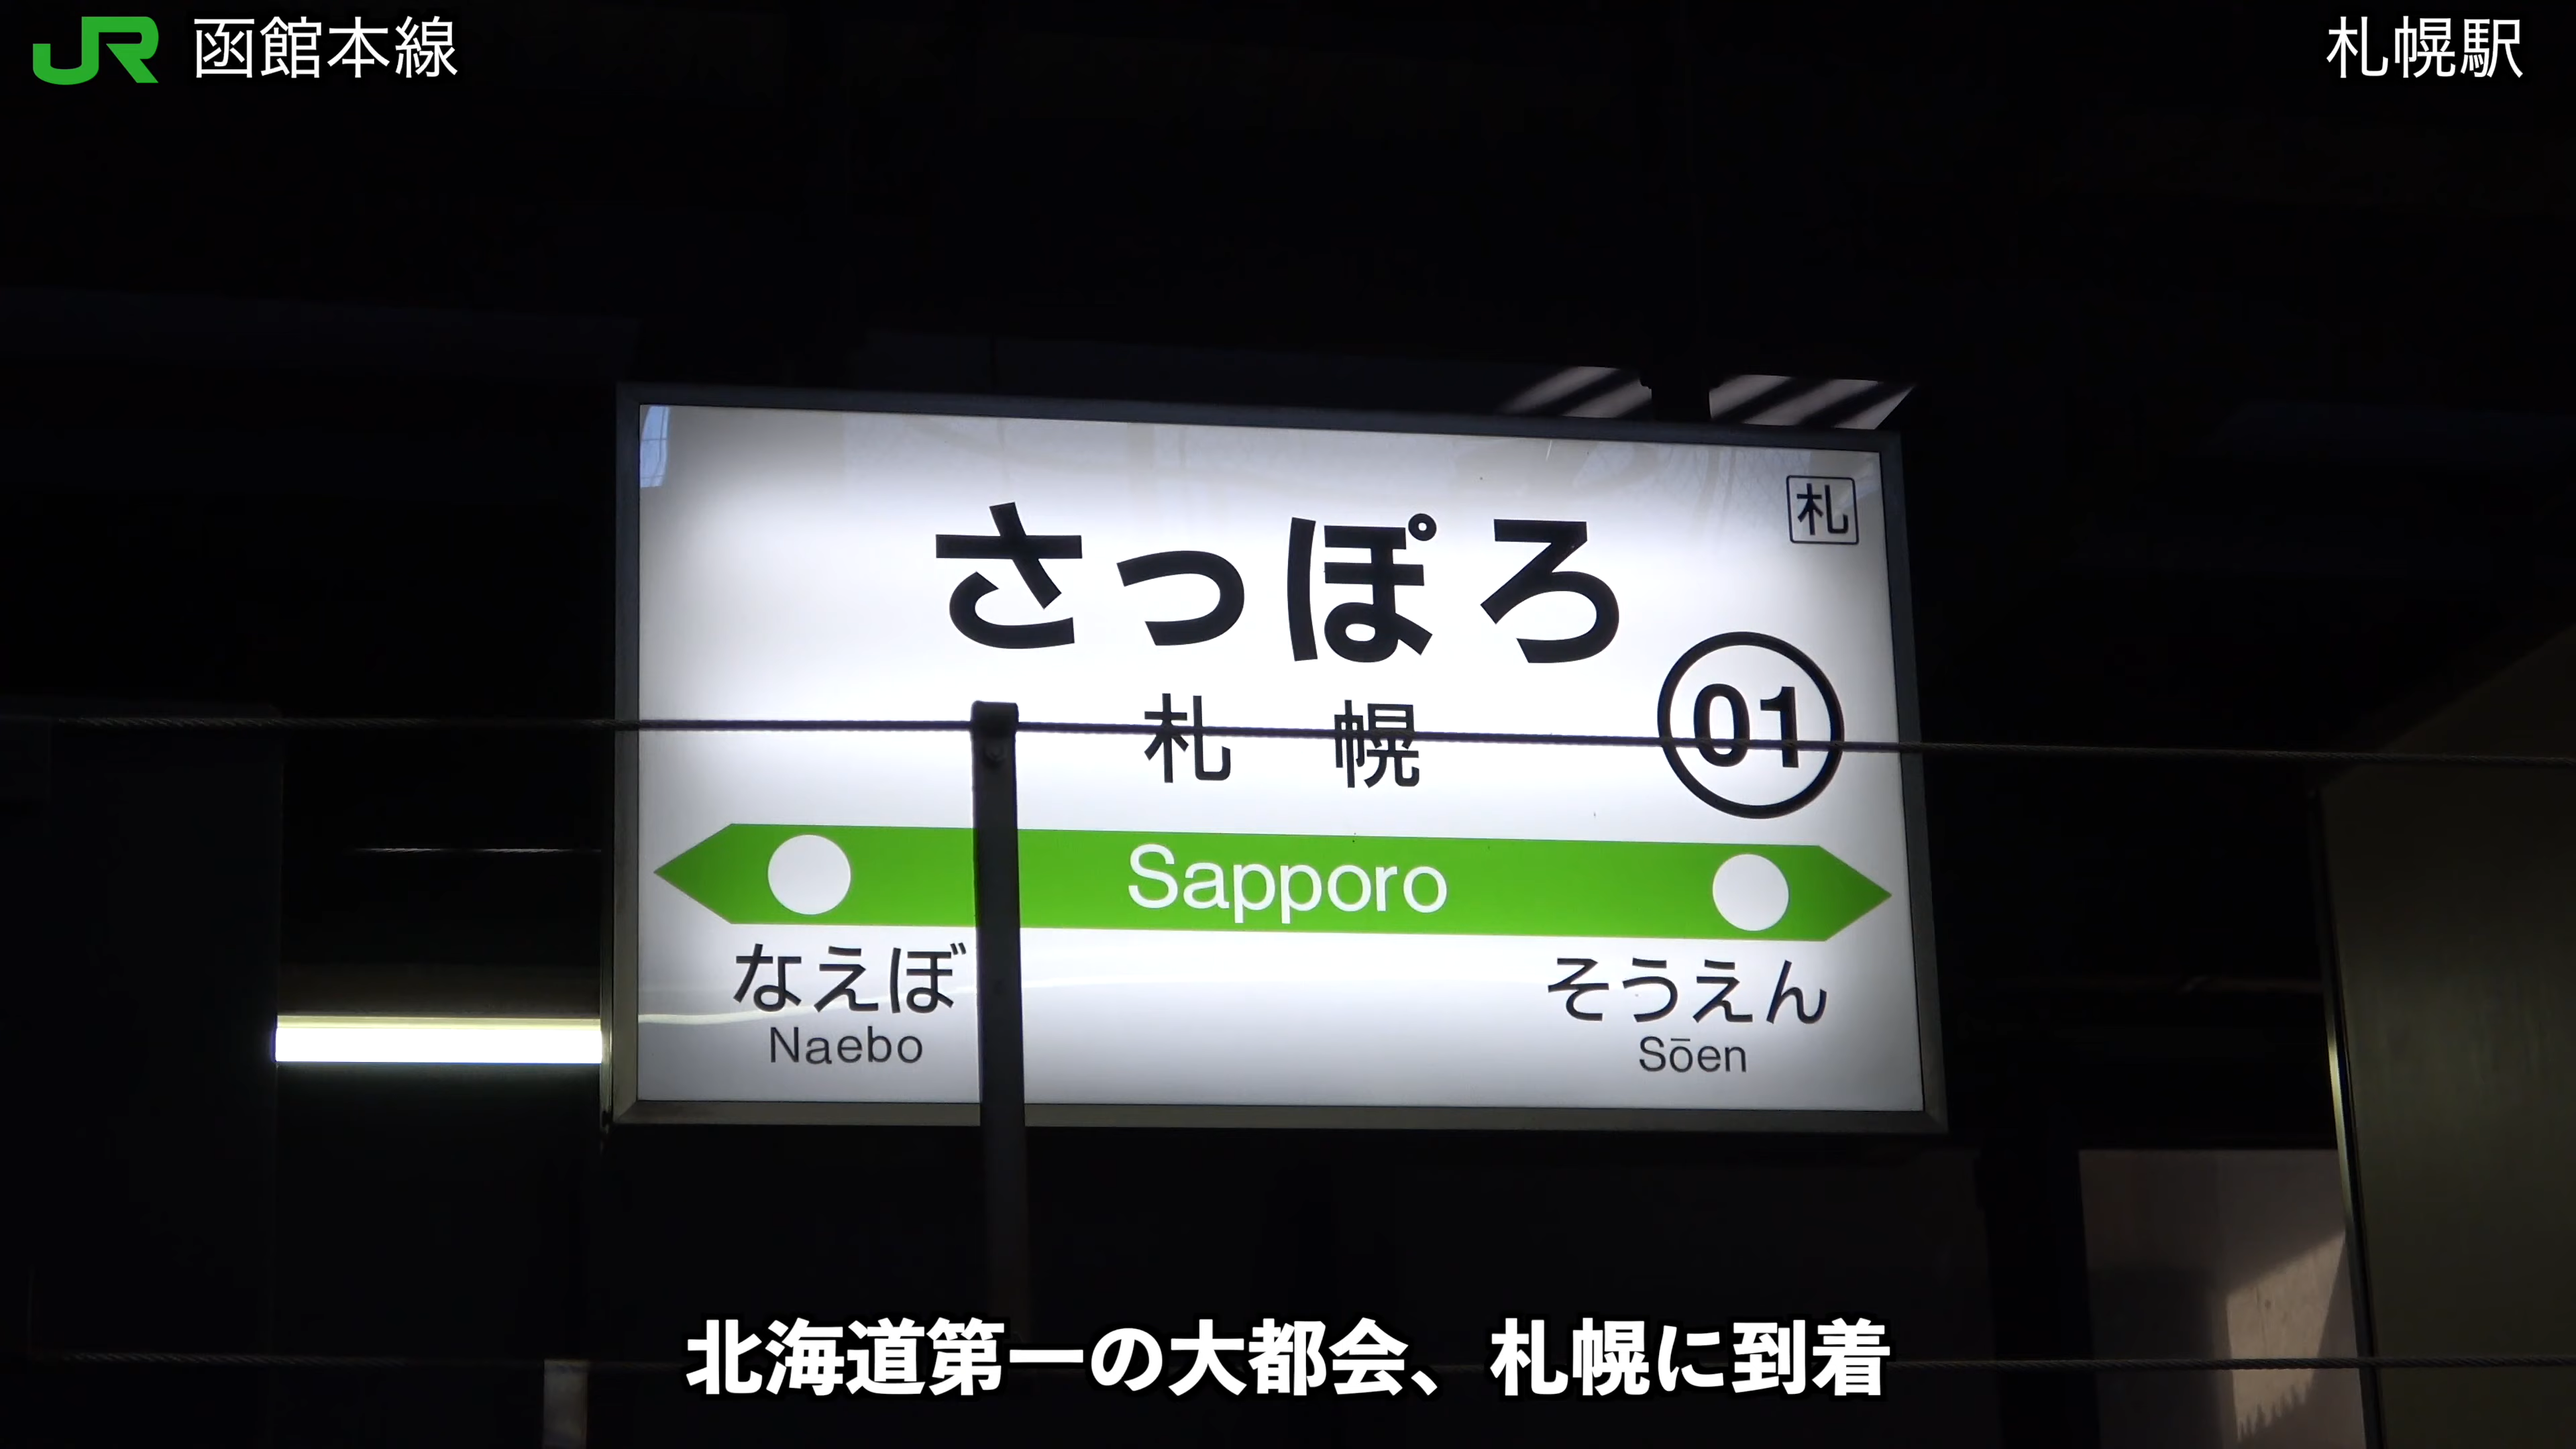 JR 函館本線
札幌駅
札
さっぽろ
札幌
01
Sapporo
なえぼ
Naebo
そうえん
Sōen
北海道第一の大都会、札幌に到着